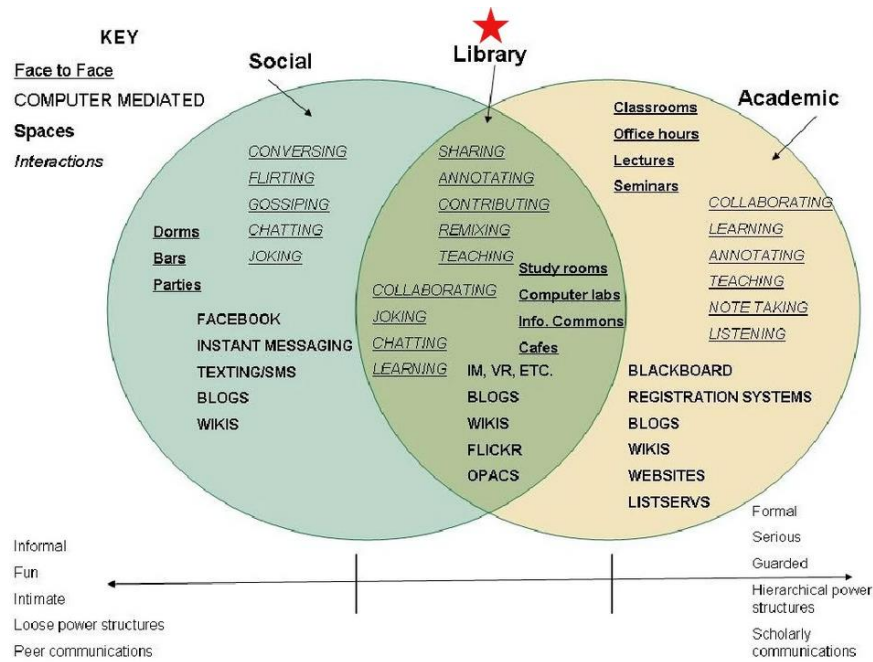 KEY
Face to Face
COMPUTER MEDIATED
Spaces
Interactions
Social
Library
Academic
CONVERSING
FLIRTING
GOSSIPING
CHATTING
JOKING
Dorms
Bars
Parties
FACEBOOK
INSTANT MESSAGING
TEXTING/SMS
BLOGS
WIKIS
SHARING
ANNOTATING
CONTRIBUTING
REMIXING
TEACHING
COLLABORATING
JOKING
CHATTING
LEARNING
Study rooms
Computer labs
Info. Commons
Cafes
IM, VR, ETC.
BLOGS
WIKIS
FLICKR
OPACS
Classrooms
Office hours
Lectures
Seminars
COLLABORATING
LEARNING
ANNOTATING
TEACHING
NOTE TAKING
LISTENING
BLACKBOARD
REGISTRATION SYSTEMS
BLOGS
WIKIS
WEBSITES
LISTSERVS
Informal
Fun
Intimate
Loose power structures
Peer communications
Formal
Serious
Guarded
Hierarchical power
structures
Scholarly
communications